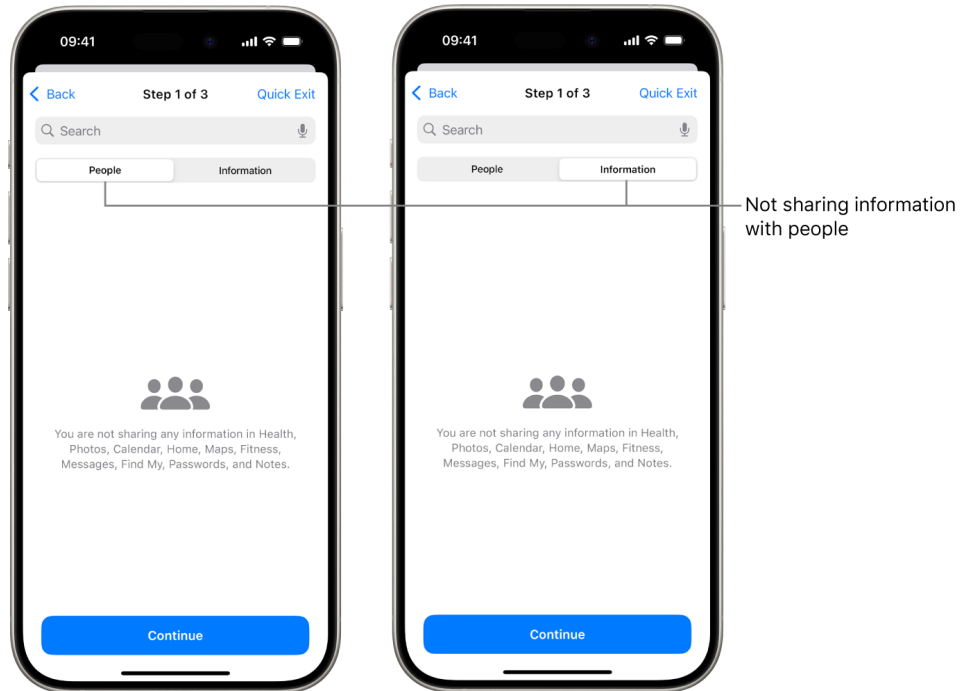 09:41
Back
Step 1 of 3
Quick Exit
Search
People
Information
You are not sharing any information in Health,
Photos, Calendar, Home, Maps, Fitness,
Messages, Find My, Passwords, and Notes.
Continue
09:41
Back
Step 1 of 3
Quick Exit
Search
People
Information
You are not sharing any information in Health,
Photos, Calendar, Home, Maps, Fitness,
Messages, Find My, Passwords, and Notes.
Continue
Not sharing information
with people